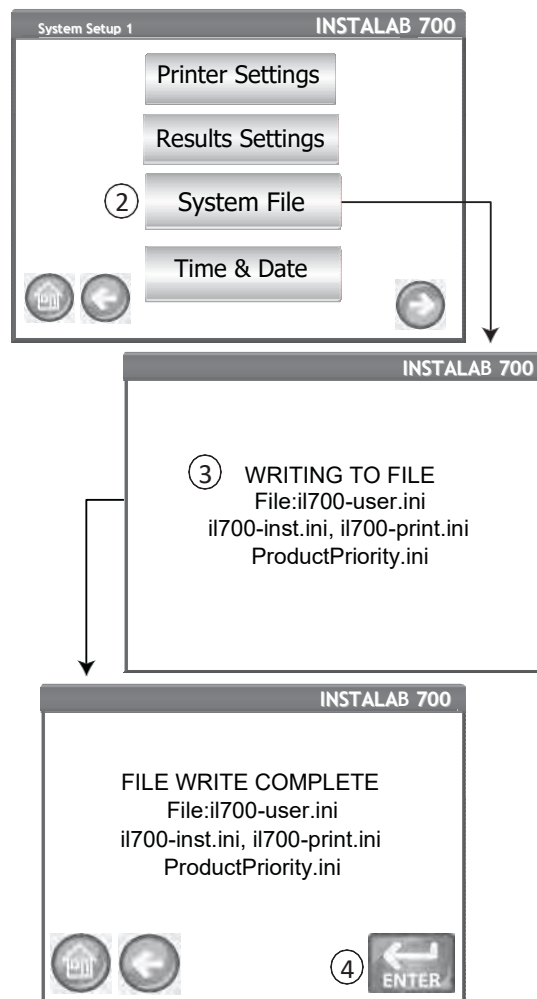 System Setup 1 INSTALAB 700
Printer Settings
Results Settings
2 System File
Time & Date
INSTALAB 700
3 WRITING TO FILE
File:il700-user.ini
il700-inst.ini, il700-print.ini
ProductPriority.ini
INSTALAB 700
FILE WRITE COMPLETE
File:il700-user.ini
il700-inst.ini, il700-print.ini
ProductPriority.ini
4 ENTER